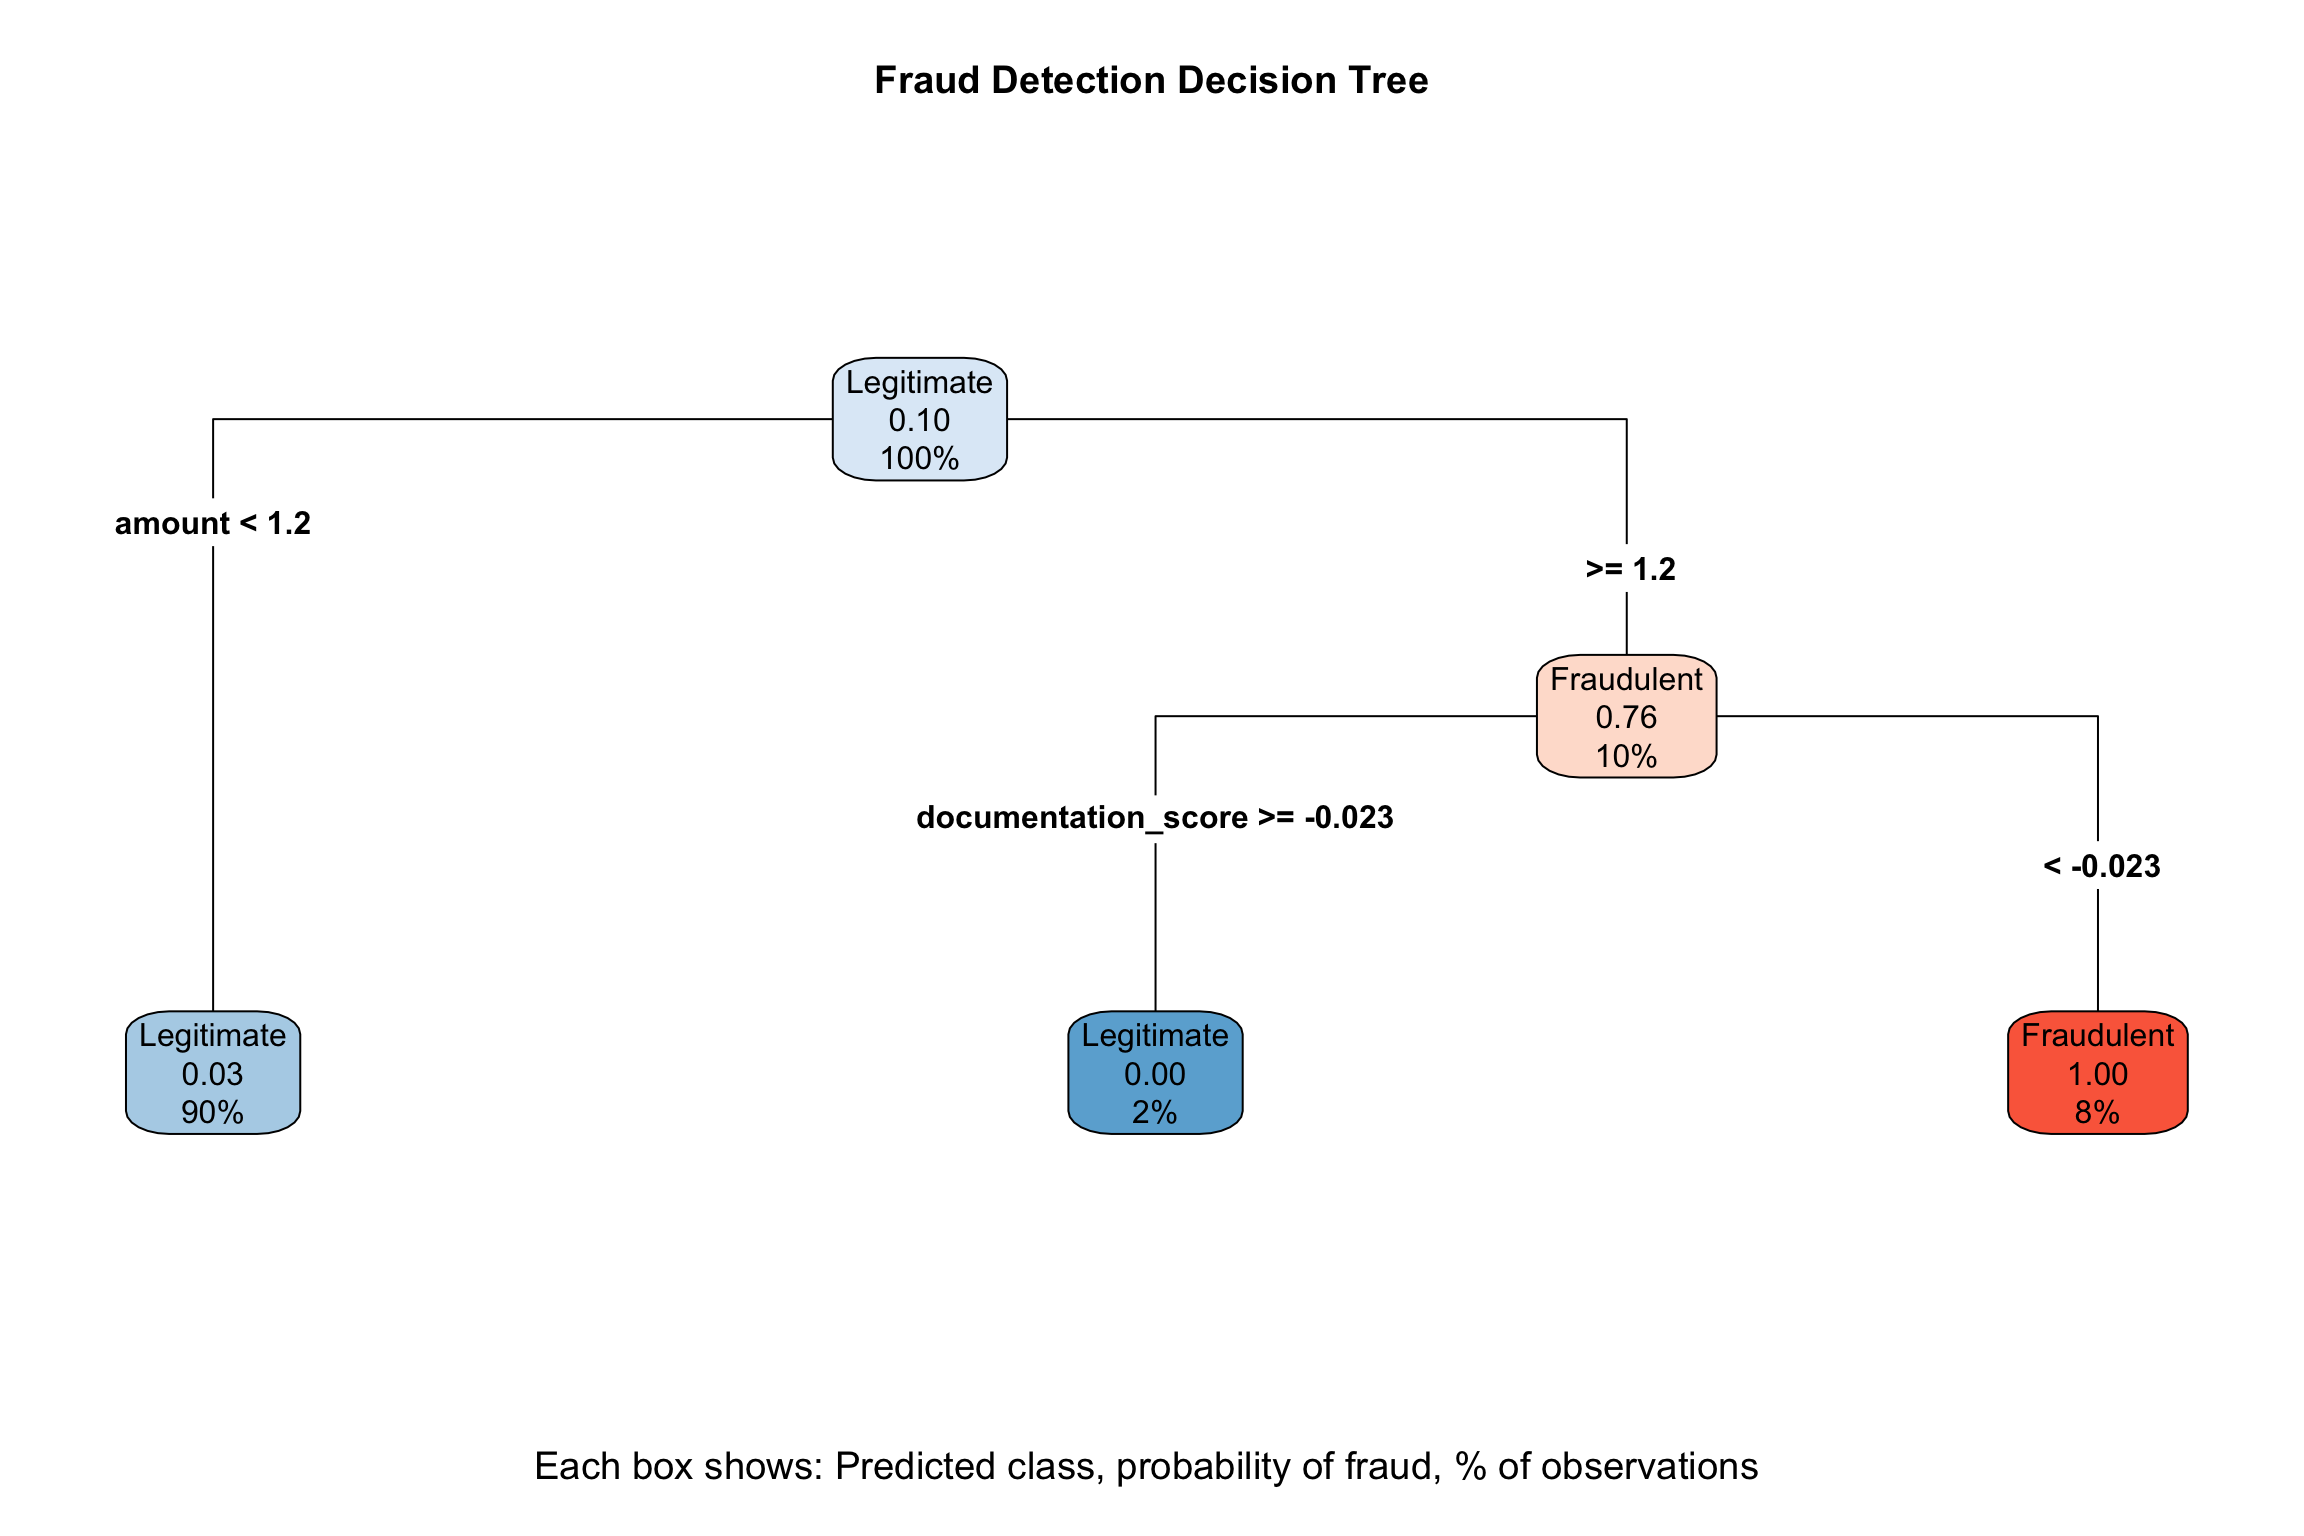 Fraud Detection Decision Tree
Legitimate
0.10
100%
amount < 1.2
>= 1.2
Fraudulent
0.76
10%
documentation_score >= -0.023
< -0.023
Legitimate
0.03
90%
Legitimate
0.00
2%
Fraudulent
1.00
8%
Each box shows: Predicted class, probability of fraud, % of observations